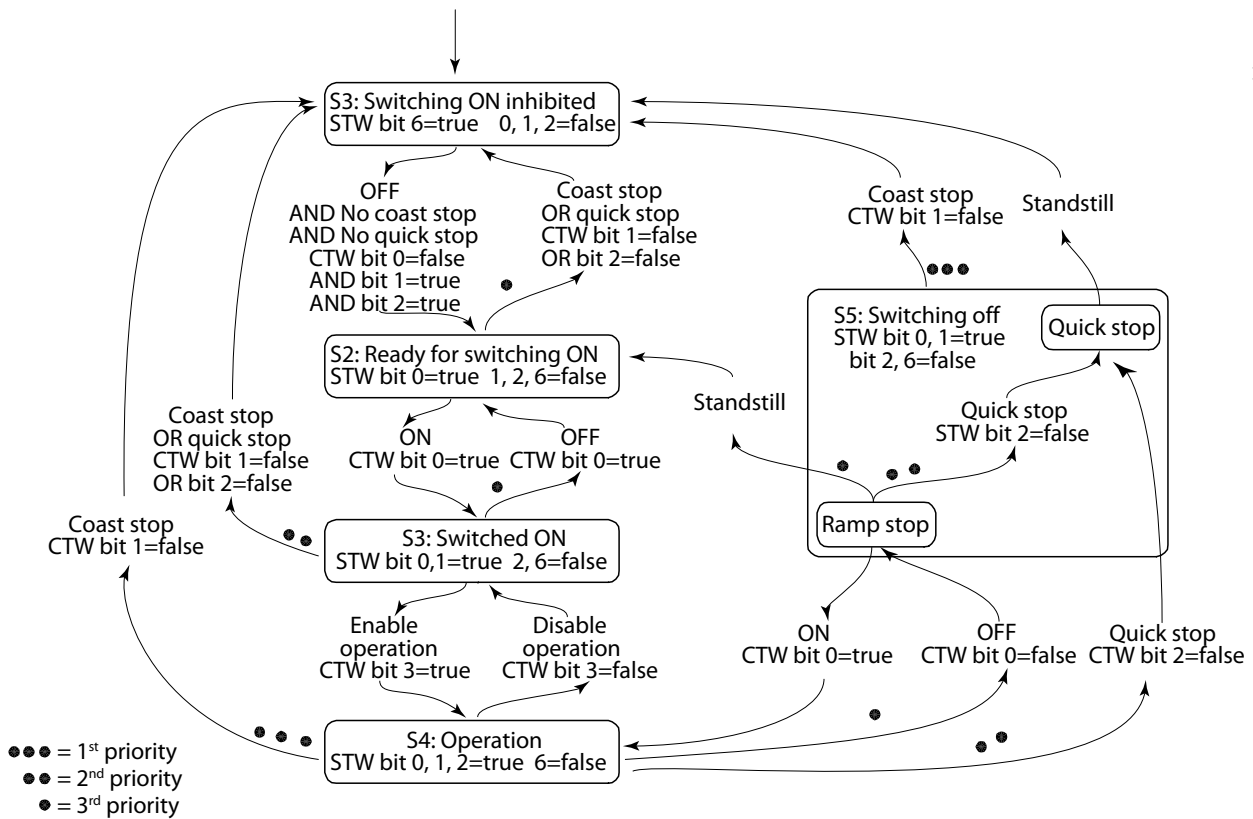 S3: Switching ON inhibited
STW bit 6=true 0, 1, 2=false
OFF
AND No coast stop
AND No quick stop
CTW bit 0=false
AND bit 1=true
AND bit 2=true
Coast stop
OR quick stop
CTW bit 1=false
OR bit 2=false
Coast stop
CTW bit 1=false
Standstill
S5: Switching off
STW bit 0, 1=true
bit 2, 6=false
Quick stop
S2: Ready for switching ON
STW bit 0=true 1, 2, 6=false
Standstill
Quick stop
STW bit 2=false
Coast stop
OR quick stop
CTW bit 1=false
OR bit 2=false
ON
CTW bit 0=true
OFF
CTW bit 0=true
Ramp stop
Coast stop
CTW bit 1=false
S3: Switched ON
STW bit 0,1=true 2, 6=false
Enable
operation
CTW bit 3=true
Disable
operation
CTW bit 3=false
ON
CTW bit 0=true
OFF
CTW bit 0=false
Quick stop
CTW bit 2=false
S4: Operation
STW bit 0, 1, 2=true 6=false
= 1st priority
= 2nd priority
= 3rd priority